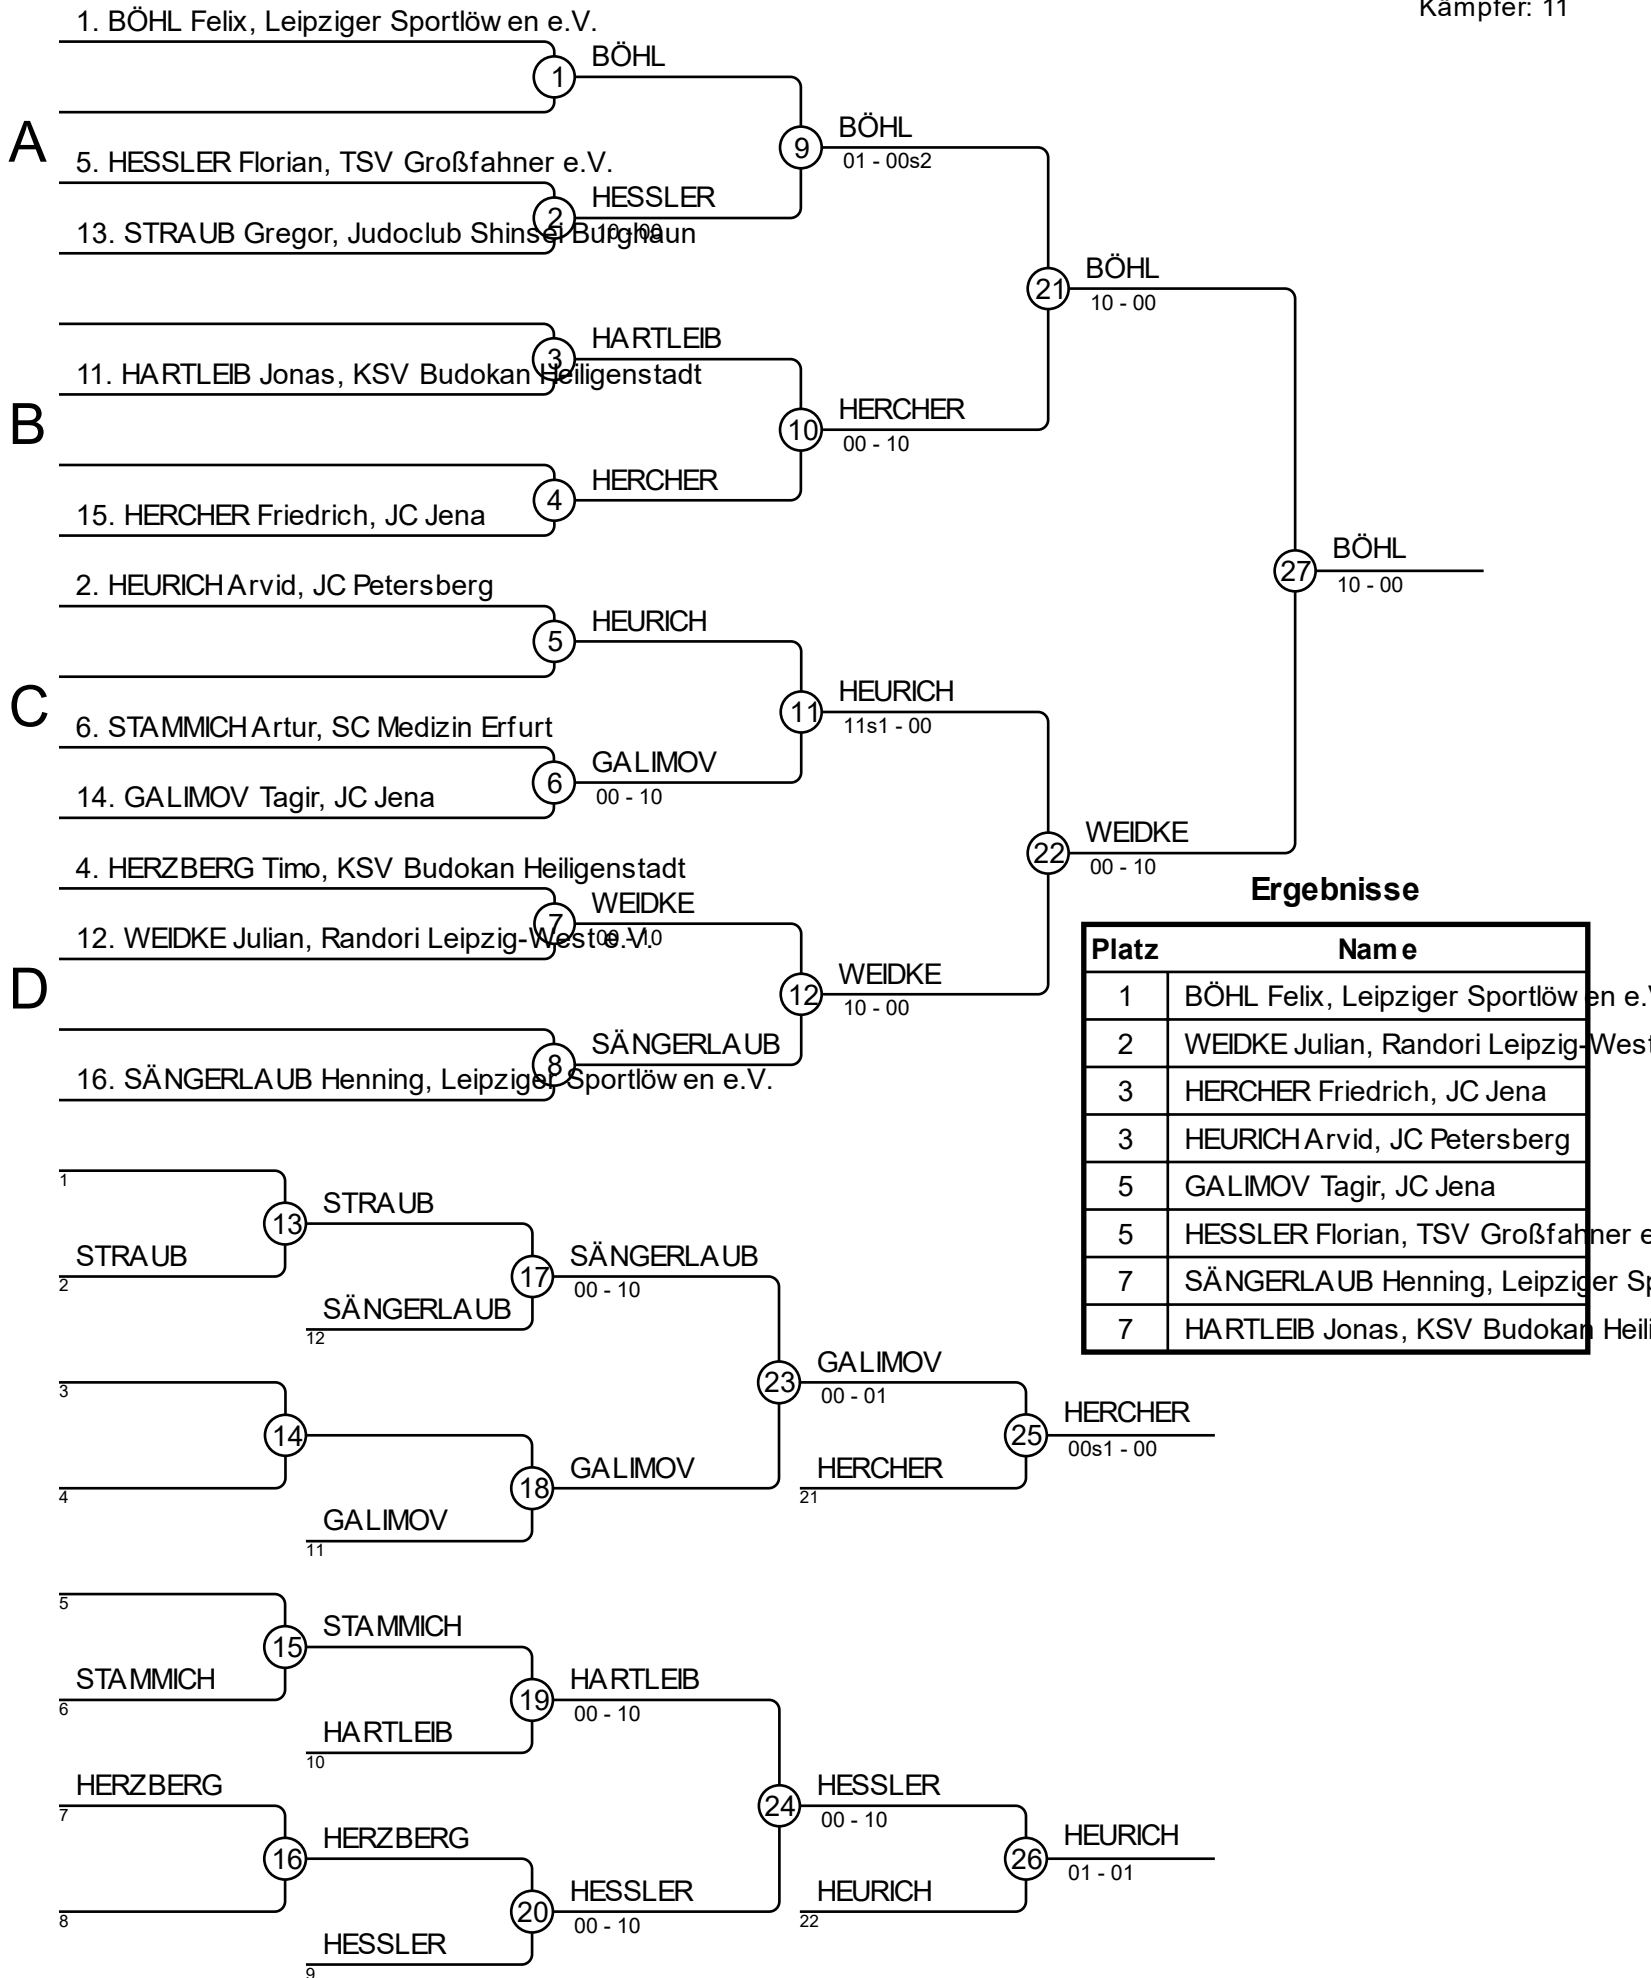 Kämpfer: 11
1. BÖHL Felix, Leipziger Sportlöwen e.V.
1
BÖHL
A
5. HESSLER Florian, TSV Großfahner e.V.
2
HESSLER
10 - 00
13. STRAUB Gregor, Judoclub Shinsei Burghaun
9
BÖHL
01 - 00s2
3
HARTLEIB
11. HARTLEIB Jonas, KSV Budokan Heiligenstadt
B
10
HERCHER
00 - 10
4
HERCHER
15. HERCHER Friedrich, JC Jena
21
BÖHL
10 - 00
2. HEURICH Arvid, JC Petersberg
5
HEURICH
C
11
HEURICH
11s1 - 00
6. STAMMICH Artur, SC Medizin Erfurt
6
GALIMOV
00 - 10
14. GALIMOV Tagir, JC Jena
27
BÖHL
10 - 00
22
WEIDKE
00 - 10
4. HERZBERG Timo, KSV Budokan Heiligenstadt
7
WEIDKE
00 - 10
12. WEIDKE Julian, Randori Leipzig-West e.V.
D
12
WEIDKE
10 - 00
8
SÄNGERLAUB
16. SÄNGERLAUB Henning, Leipziger Sportlöwen e.V.
Ergebnisse
Platz Name
1 BÖHL Felix, Leipziger Sportlöwen e.V
2 WEIDKE Julian, Randori Leipzig-West
3 HERCHER Friedrich, JC Jena
3 HEURICH Arvid, JC Petersberg
5 GALIMOV Tagir, JC Jena
5 HESSLER Florian, TSV Großfahner e
7 SÄNGERLAUB Henning, Leipziger Sp
7 HARTLEIB Jonas, KSV Budokan Heili
1
13
STRAUB
STRAUB
2
17
SÄNGERLAUB
00 - 10
SÄNGERLAUB
12
3
14
4
18
GALIMOV
GALIMOV
11
23
GALIMOV
00 - 01
HERCHER
21
25
HERCHER
00s1 - 00
5
15
STAMMICH
STAMMICH
6
19
HARTLEIB
00 - 10
HARTLEIB
10
HERZBERG
7
16
HERZBERG
8
20
HESSLER
00 - 10
HESSLER
9
24
HESSLER
00 - 10
HEURICH
22
26
HEURICH
01 - 01